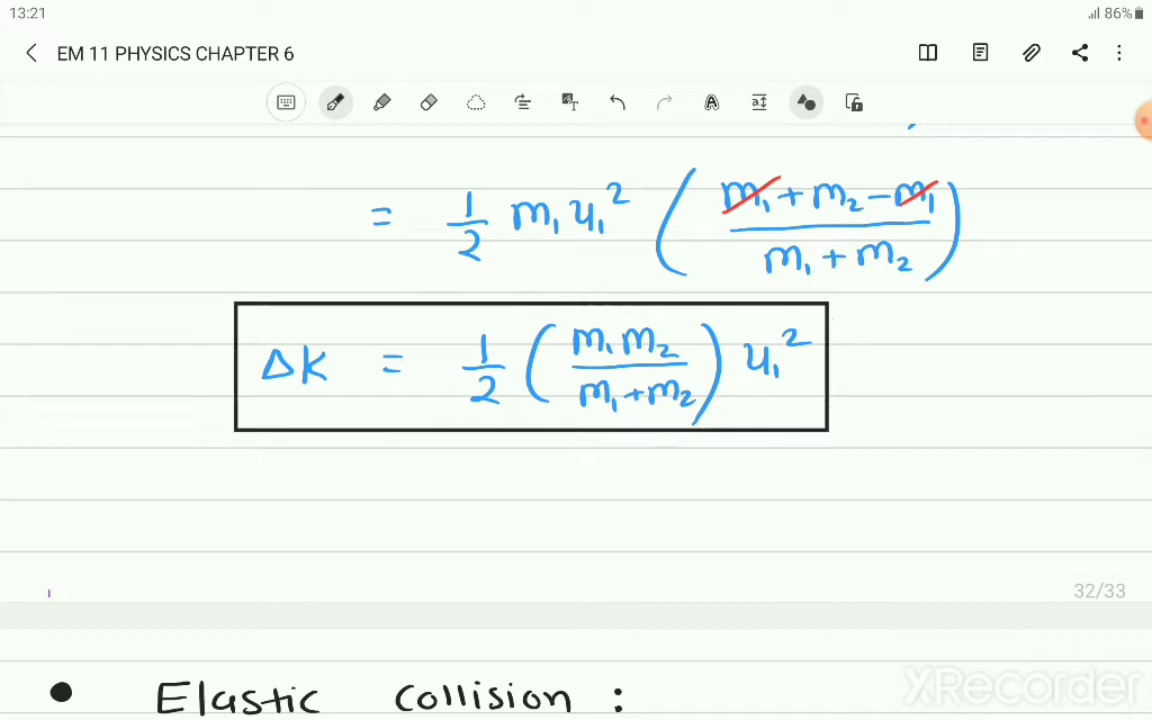 13:21 86%
EM 11 PHYSICS CHAPTER 6
= 1/2 m₁u₁² ( (m₁ + m₂ − m₁) / (m₁ + m₂) )
ΔK = 1/2 ( m₁m₂ / (m₁+m₂) ) u₁²
32/33
• Elastic collision :
XRecorder